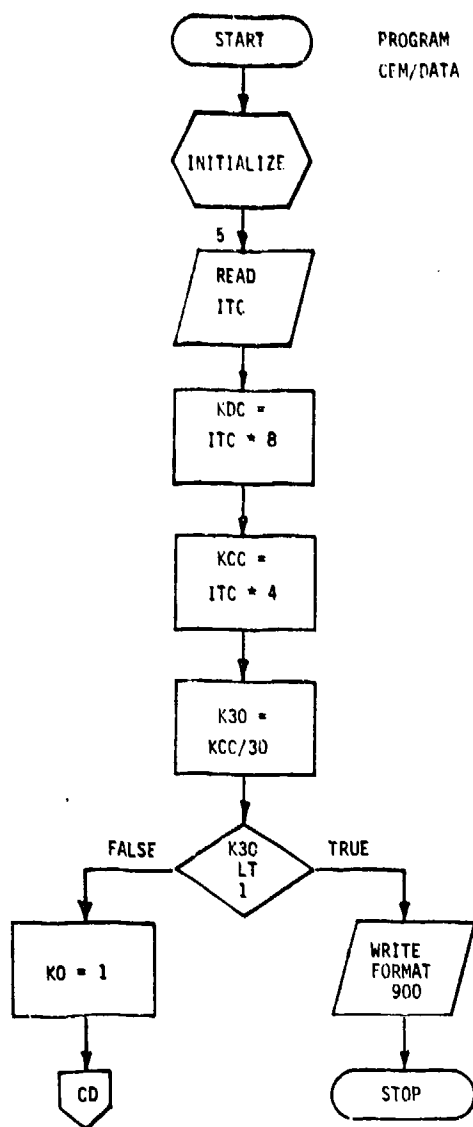 START
PROGRAM
CEM/DATA
INITIALIZE
5
READ
ITC
KDC =
ITC * 8
KCC =
ITC * 4
K30 =
KCC/30
FALSE
K30
LT
1
TRUE
KO = 1
WRITE
FORMAT
900
CD
STOP